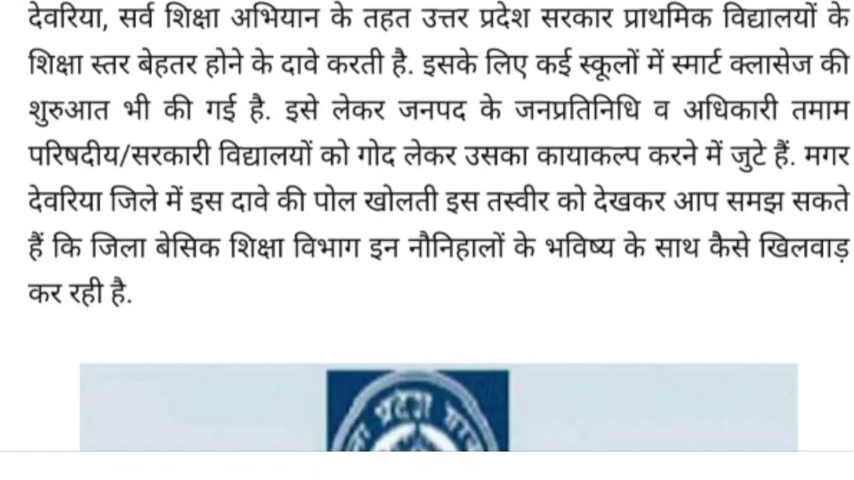 देवरिया, सर्व शिक्षा अभियान के तहत उत्तर प्रदेश सरकार प्राथमिक विद्यालयों के
शिक्षा स्तर बेहतर होने के दावे करती है. इसके लिए कई स्कूलों में स्मार्ट क्लासेज की
शुरुआत भी की गई है. इसे लेकर जनपद के जनप्रतिनिधि व अधिकारी तमाम
परिषदीय/सरकारी विद्यालयों को गोद लेकर उसका कायाकल्प करने में जुटे हैं. मगर
देवरिया जिले में इस दावे की पोल खोलती इस तस्वीर को देखकर आप समझ सकते
हैं कि जिला बेसिक शिक्षा विभाग इन नौनिहालों के भविष्य के साथ कैसे खिलवाड़
कर रही है.
प्रदेश